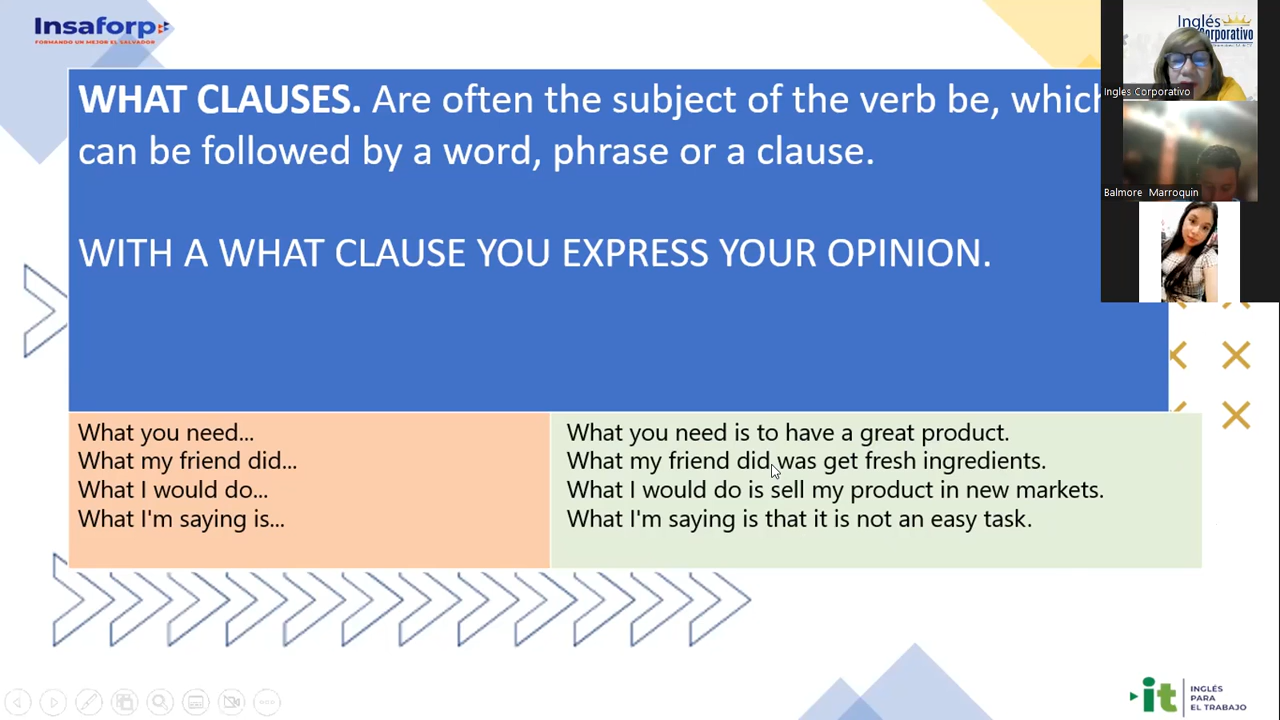 Insaforp
FORMANDO UN MEJOR EL SALVADOR
Inglés
Corporativo
Ingles Corporativo
WHAT CLAUSES. Are often the subject of the verb be, which
can be followed by a word, phrase or a clause.
Balmore Marroquin
WITH A WHAT CLAUSE YOU EXPRESS YOUR OPINION.
What you need...
What my friend did...
What I would do...
What I'm saying is...
What you need is to have a great product.
What my friend did was get fresh ingredients.
What I would do is sell my product in new markets.
What I'm saying is that it is not an easy task.
it
INGLÉS
PARA
EL TRABAJO